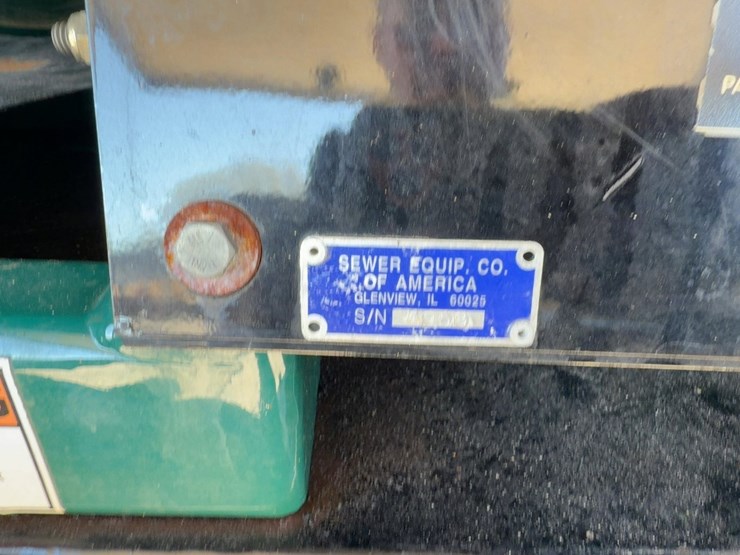 SEWER EQUIP. CO.
OF AMERICA
GLENVIEW, IL 60025
S/N